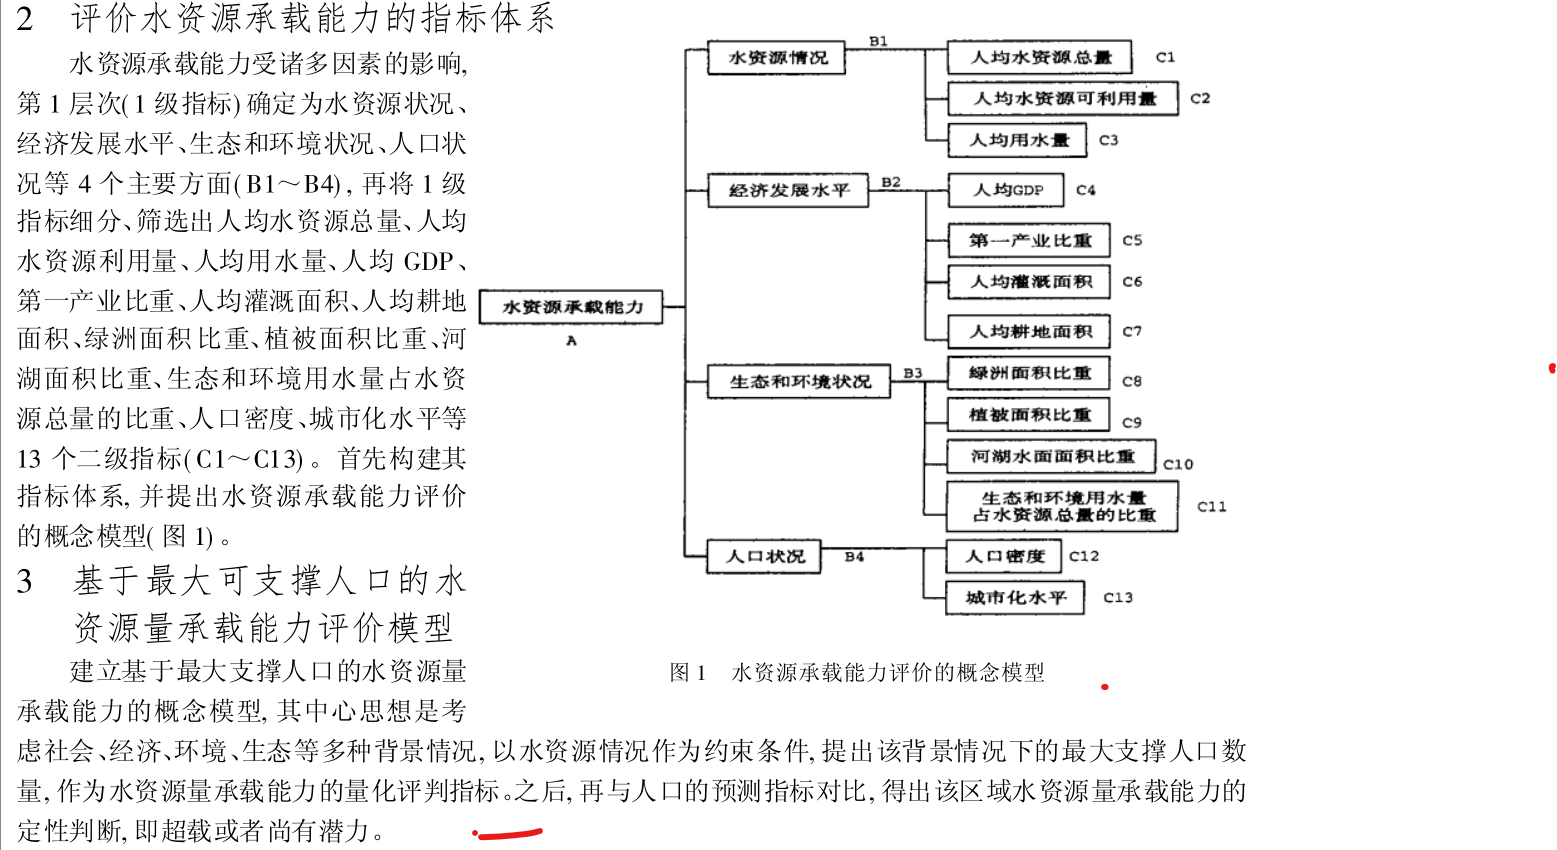 2 评价水资源承载能力的指标体系
水资源承载能力受诸多因素的影响,
第1层次(1级指标)确定为水资源状况、
经济发展水平、生态和环境状况、人口状
况等4个主要方面(B1～B4),再将1级
指标细分、筛选出人均水资源总量、人均
水资源利用量、人均用水量、人均 GDP、
第一产业比重、人均灌溉面积、人均耕地
面积、绿洲面积比重、植被面积比重、河
湖面积比重、生态和环境用水量占水资
源总量的比重、人口密度、城市化水平等
13个二级指标(C1～C13)。首先构建其
指标体系,并提出水资源承载能力评价
的概念模型(图1)。
3 基于最大可支撑人口的水
资源量承载能力评价模型
建立基于最大支撑人口的水资源量
承载能力的概念模型,其中心思想是考
虑社会、经济、环境、生态等多种背景情况,以水资源情况作为约束条件,提出该背景情况下的最大支撑人口数
量,作为水资源量承载能力的量化评判指标。之后,再与人口的预测指标对比,得出该区域水资源量承载能力的
定性判断,即超载或者尚有潜力。
水资源承载能力
A
水资源情况 B1
人均水资源总量 C1
人均水资源可利用量 C2
人均用水量 C3
经济发展水平 B2
人均GDP C4
第一产业比重 C5
人均灌溉面积 C6
人均耕地面积 C7
生态和环境状况 B3
绿洲面积比重 C8
植被面积比重 C9
河湖水面面积比重 C10
生态和环境用水量
占水资源总量的比重 C11
人口状况 B4
人口密度 C12
城市化水平 C13
图1 水资源承载能力评价的概念模型